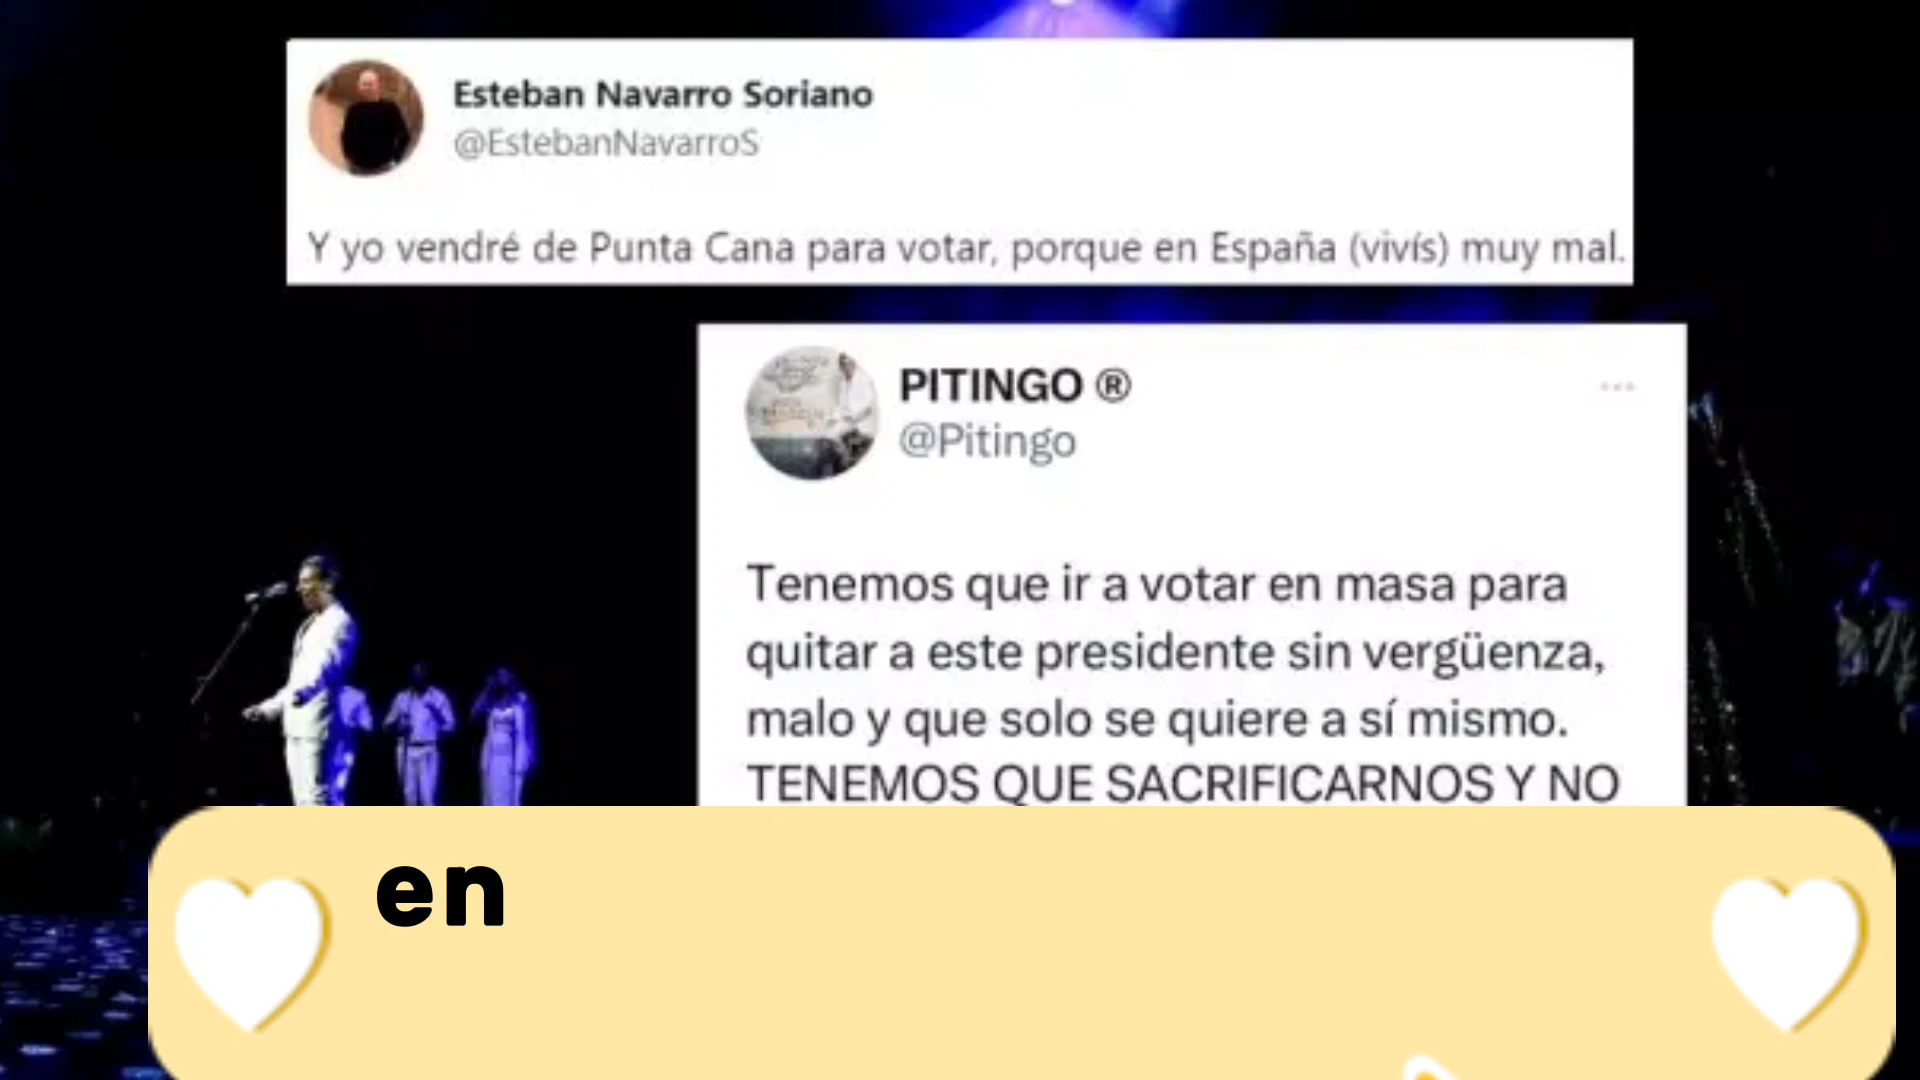 Esteban Navarro Soriano
@EstebanNavarroS
Y yo vendré de Punta Cana para votar, porque en España (vivís) muy mal.
PITINGO ®
@Pitingo
Tenemos que ir a votar en masa para
quitar a este presidente sin vergüenza,
malo y que solo se quiere a sí mismo.
TENEMOS QUE SACRIFICARNOS Y NO
en